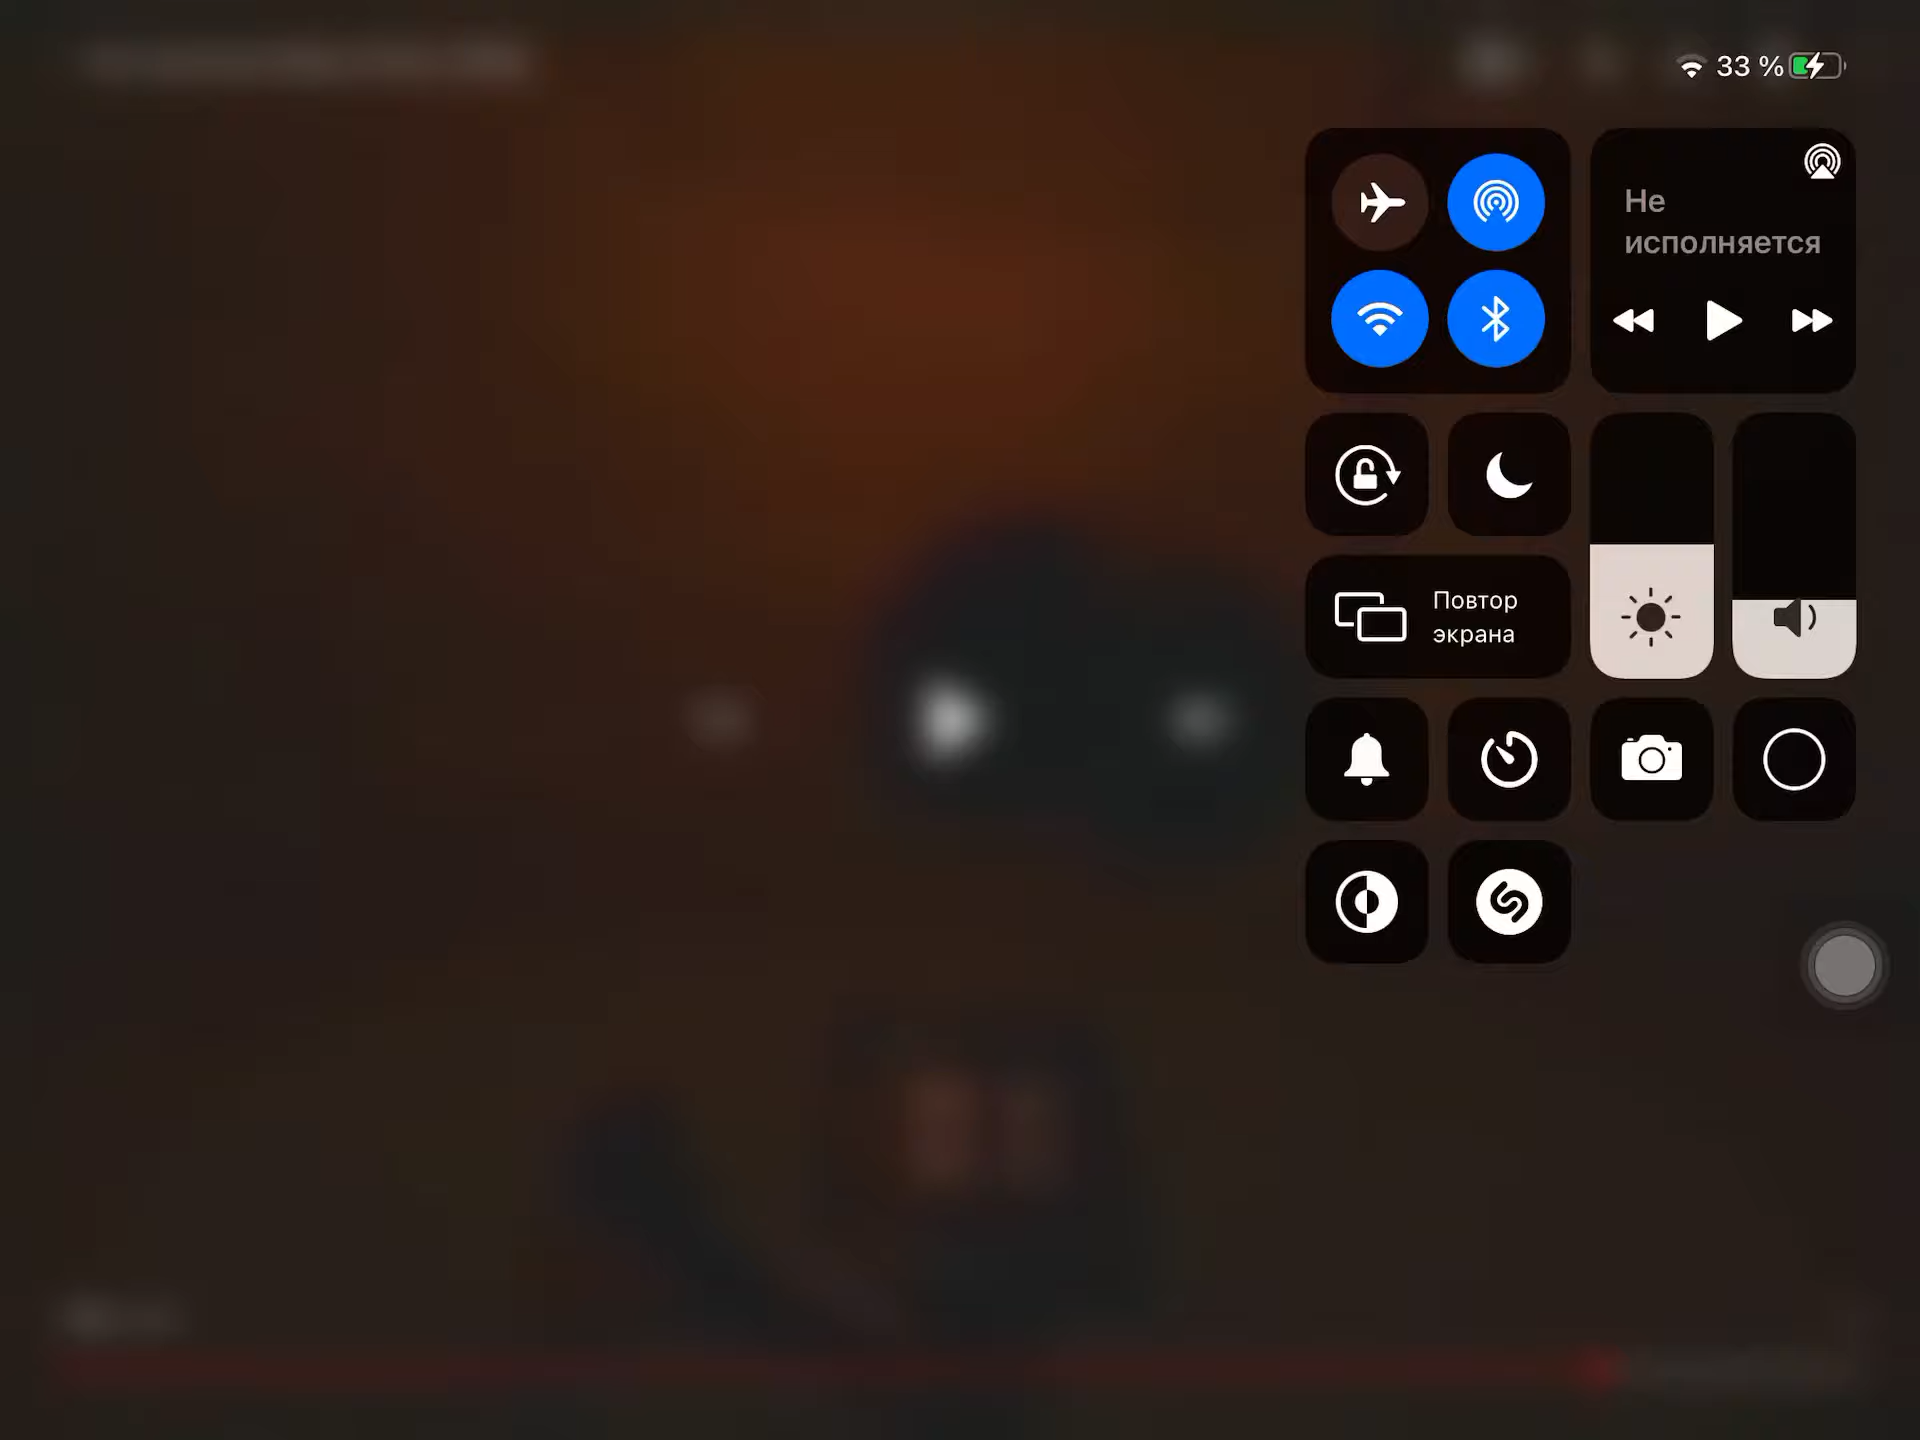 33 %
Не
исполняется
Повтор
экрана